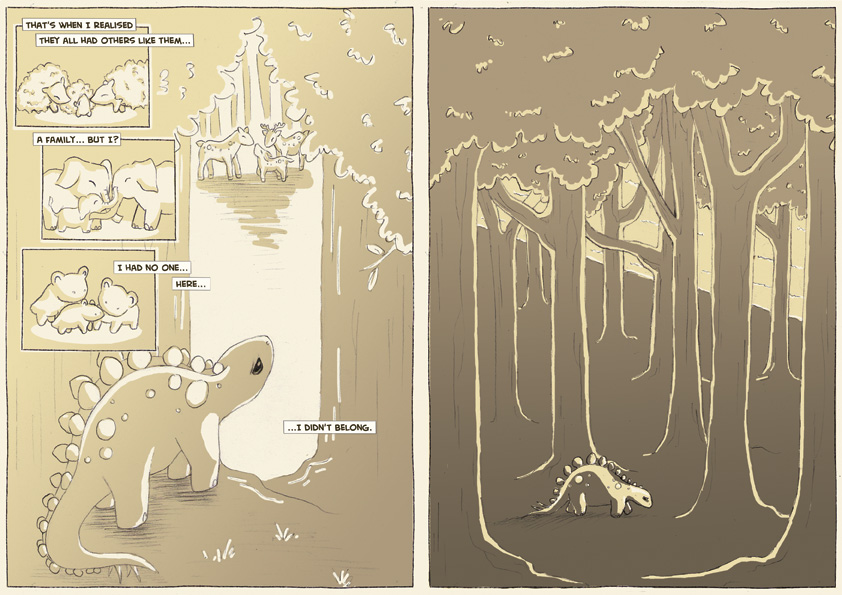 THAT'S WHEN I REALISED
THEY ALL HAD OTHERS LIKE THEM...
A FAMILY... BUT I?
I HAD NO ONE...
HERE...
...I DIDN'T BELONG.